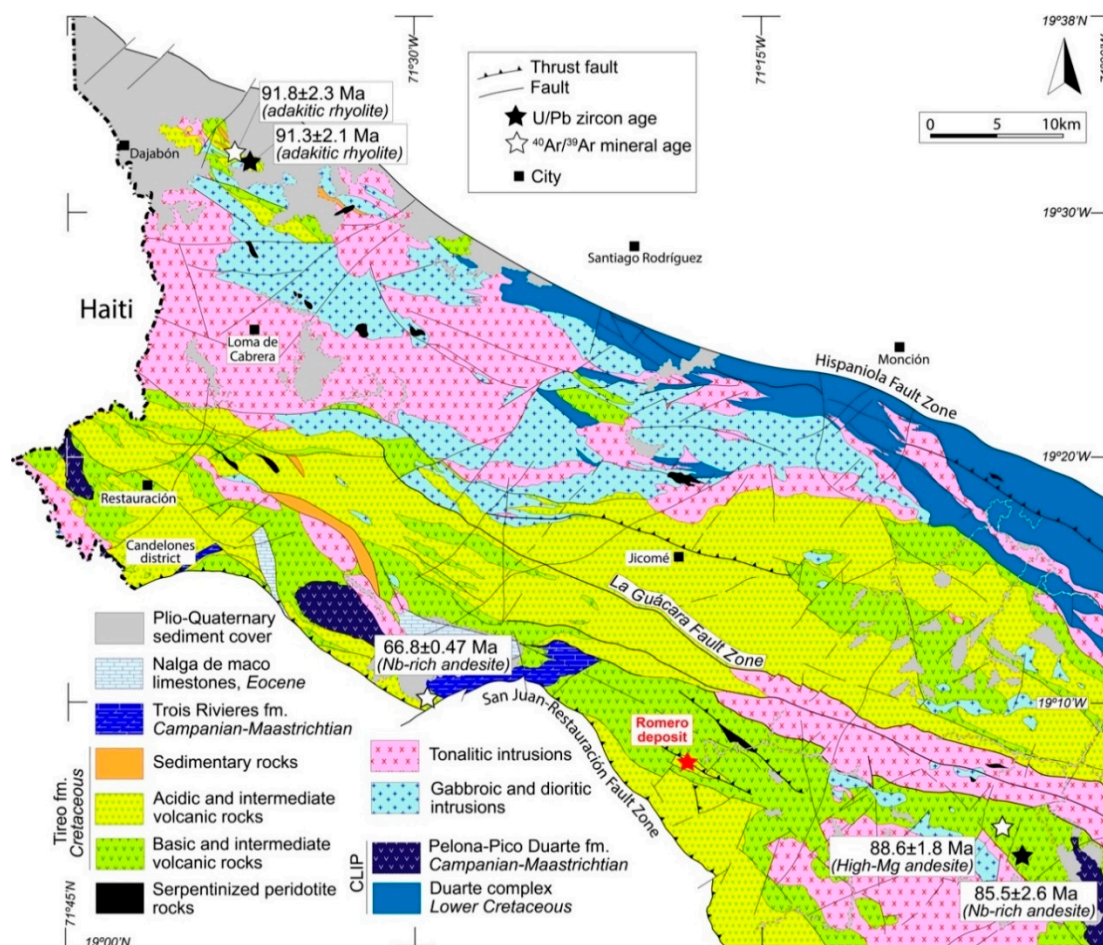 19º38'N
71º30'W
71º15'W
71º00'W
Thrust fault
Fault
U/Pb zircon age
⁴⁰Ar/³⁹Ar mineral age
City
0 5 10km
91.8±2.3 Ma
(adakitic rhyolite)
91.3±2.1 Ma
(adakitic rhyolite)
Dajabón
19º30'W
Santiago Rodríguez
Haiti
Loma de
Cabrera
Monción
Hispaniola Fault Zone
19º20'W
Restauración
Candelones
district
Jicomé
La Guácara Fault Zone
66.8±0.47 Ma
(Nb-rich andesite)
San Juan-Restauración Fault Zone
19º10'W
Romero
deposit
88.6±1.8 Ma
(High-Mg andesite)
85.5±2.6 Ma
(Nb-rich andesite)
Plio-Quaternary
sediment cover
Nalga de maco
limestones, Eocene
Trois Rivieres fm.
Campanian-Maastrichtian
Tireo fm.
Cretaceous
Sedimentary rocks
Acidic and intermediate
volcanic rocks
Basic and intermediate
volcanic rocks
Serpentinized peridotite
rocks
Tonalitic intrusions
Gabbroic and dioritic
intrusions
CLIP
Pelona-Pico Duarte fm.
Campanian-Maastrichtian
Duarte complex
Lower Cretaceous
71º45'W
19º00'N